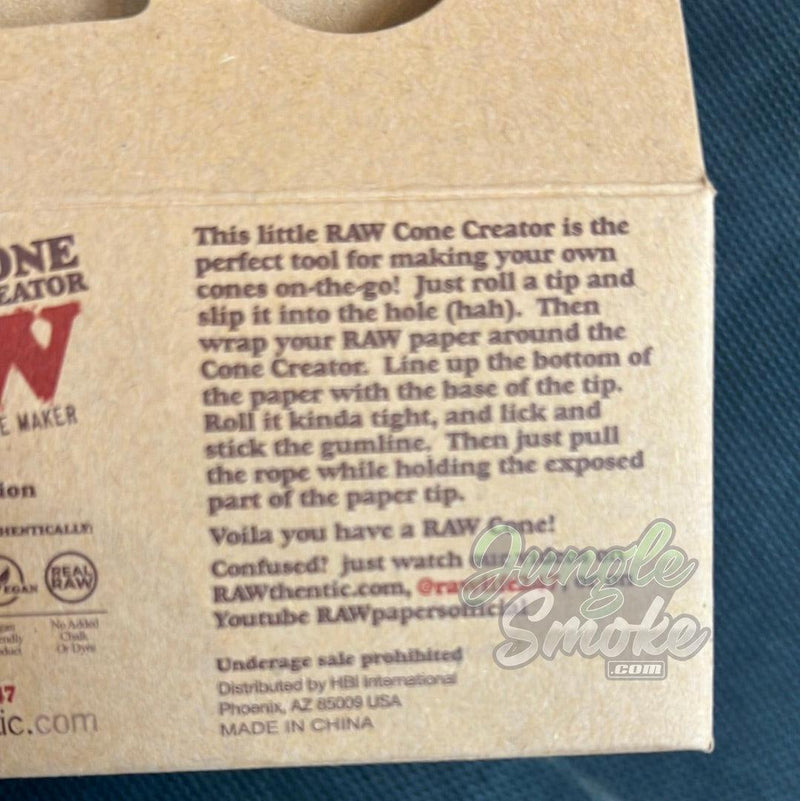 ONE
EATOR
W
E MAKER
ion
HENTICALLY:
EGAN
REAL
RAW
No Added
Chalk
Or Dyes
47
ic.com
This little RAW Cone Creator is the
perfect tool for making your own
cones on-the-go! Just roll a tip and
slip it into the hole (hah). Then
wrap your RAW paper around the
Cone Creator. Line up the bottom of
the paper with the base of the tip.
Roll it kinda tight, and lick and
stick the gumline. Then just pull
the rope while holding the exposed
part of the paper tip.
Voila you have a RAW Cone!
Confused? just watch
RAWthentic.com,
Youtube RAWpapersofficial
Underage sale prohibited
Distributed by HBI International
Phoenix, AZ 85009 USA
MADE IN CHINA
Jungle
Smoke
.com